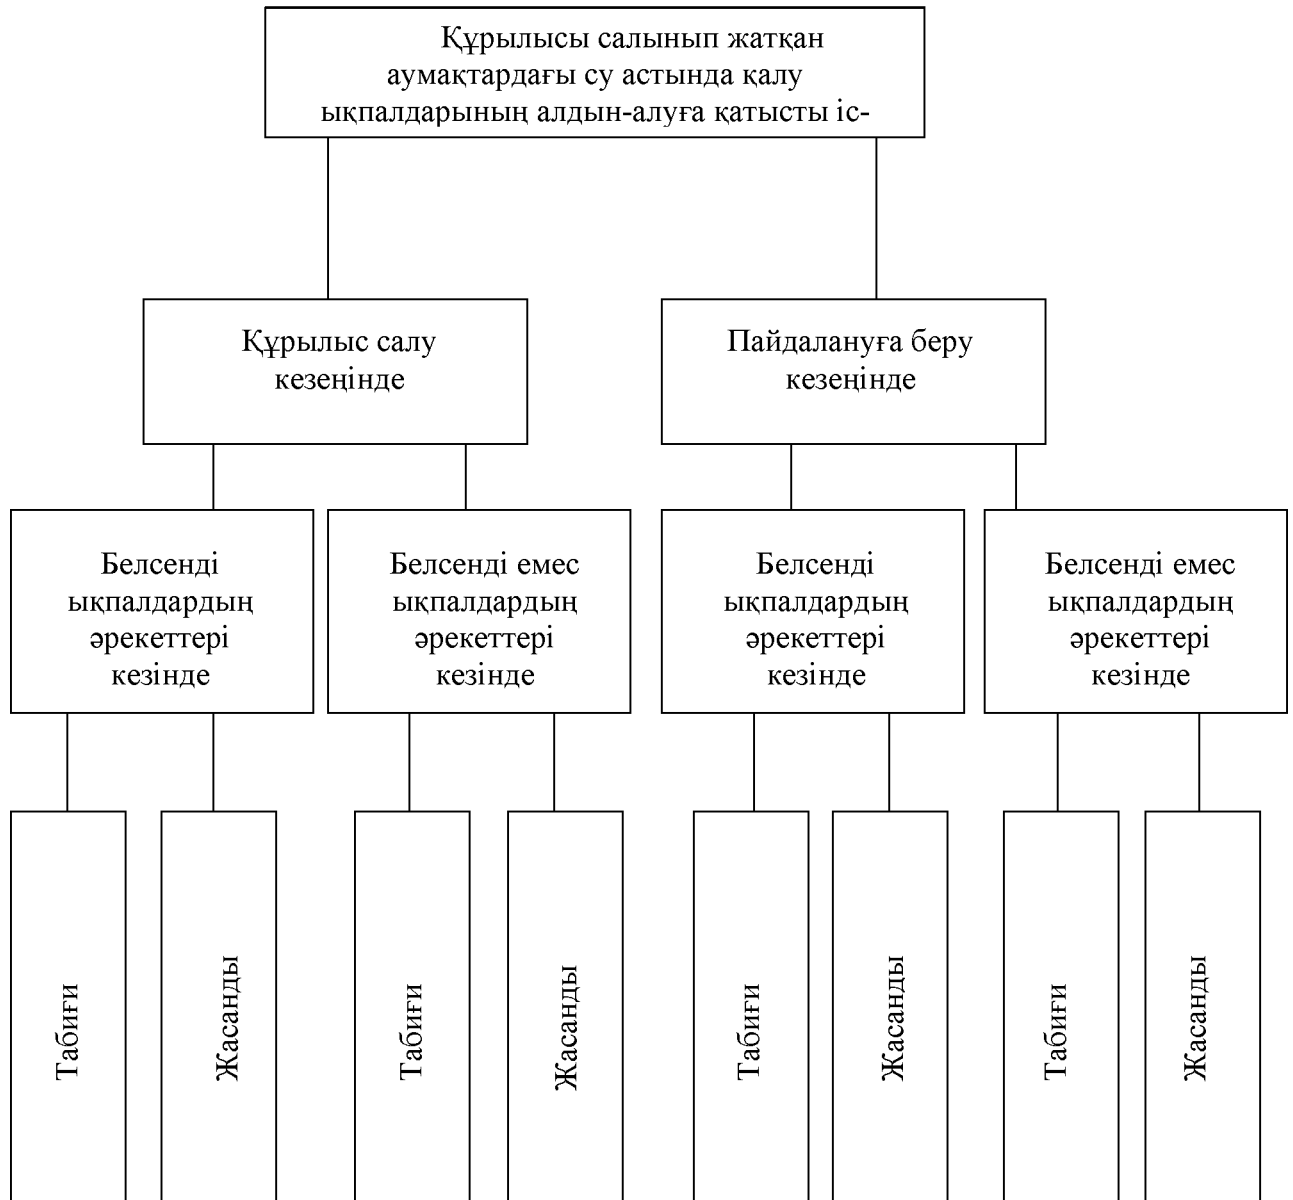 Құрылысы салынып жатқан
аумақтардағы су астында қалу
ықпалдарының алдын-алуға қатысты іс-
Құрылыс салу
кезеңінде
Пайдалануға беру
кезеңінде
Белсенді
ықпалдардың
әрекеттері
кезінде
Белсенді емес
ықпалдардың
әрекеттері
кезінде
Белсенді
ықпалдардың
әрекеттері
кезінде
Белсенді емес
ықпалдардың
әрекеттері
кезінде
Табиғи
Жасанды
Табиғи
Жасанды
Табиғи
Жасанды
Табиғи
Жасанды